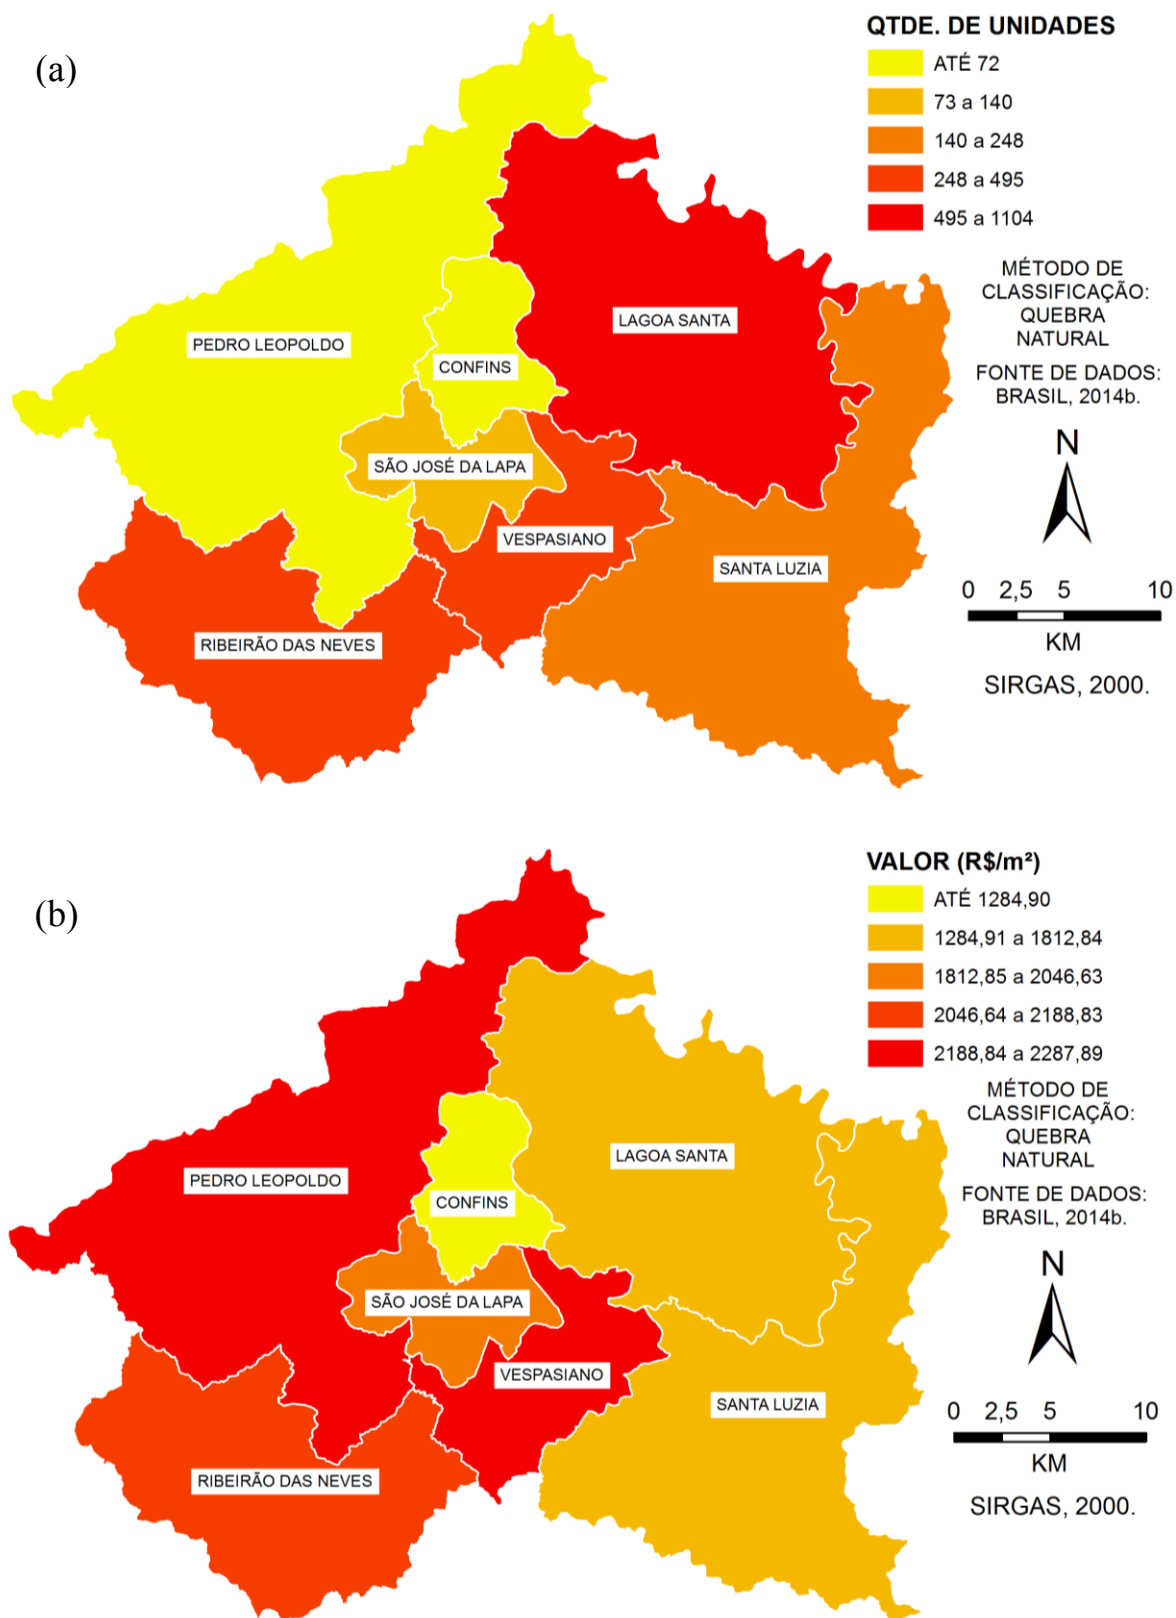 (a)
QTDE. DE UNIDADES
ATÉ 72
73 a 140
140 a 248
248 a 495
495 a 1104
MÉTODO DE
CLASSIFICAÇÃO:
QUEBRA
NATURAL
FONTE DE DADOS:
BRASIL, 2014b.
N
0 2,5 5 10
KM
SIRGAS, 2000.
LAGOA SANTA
PEDRO LEOPOLDO
CONFINS
SÃO JOSÉ DA LAPA
VESPASIANO
SANTA LUZIA
RIBEIRÃO DAS NEVES
(b)
VALOR (R$/m²)
ATÉ 1284,90
1284,91 a 1812,84
1812,85 a 2046,63
2046,64 a 2188,83
2188,84 a 2287,89
MÉTODO DE
CLASSIFICAÇÃO:
QUEBRA
NATURAL
FONTE DE DADOS:
BRASIL, 2014b.
N
0 2,5 5 10
KM
SIRGAS, 2000.
LAGOA SANTA
PEDRO LEOPOLDO
CONFINS
SÃO JOSÉ DA LAPA
VESPASIANO
SANTA LUZIA
RIBEIRÃO DAS NEVES